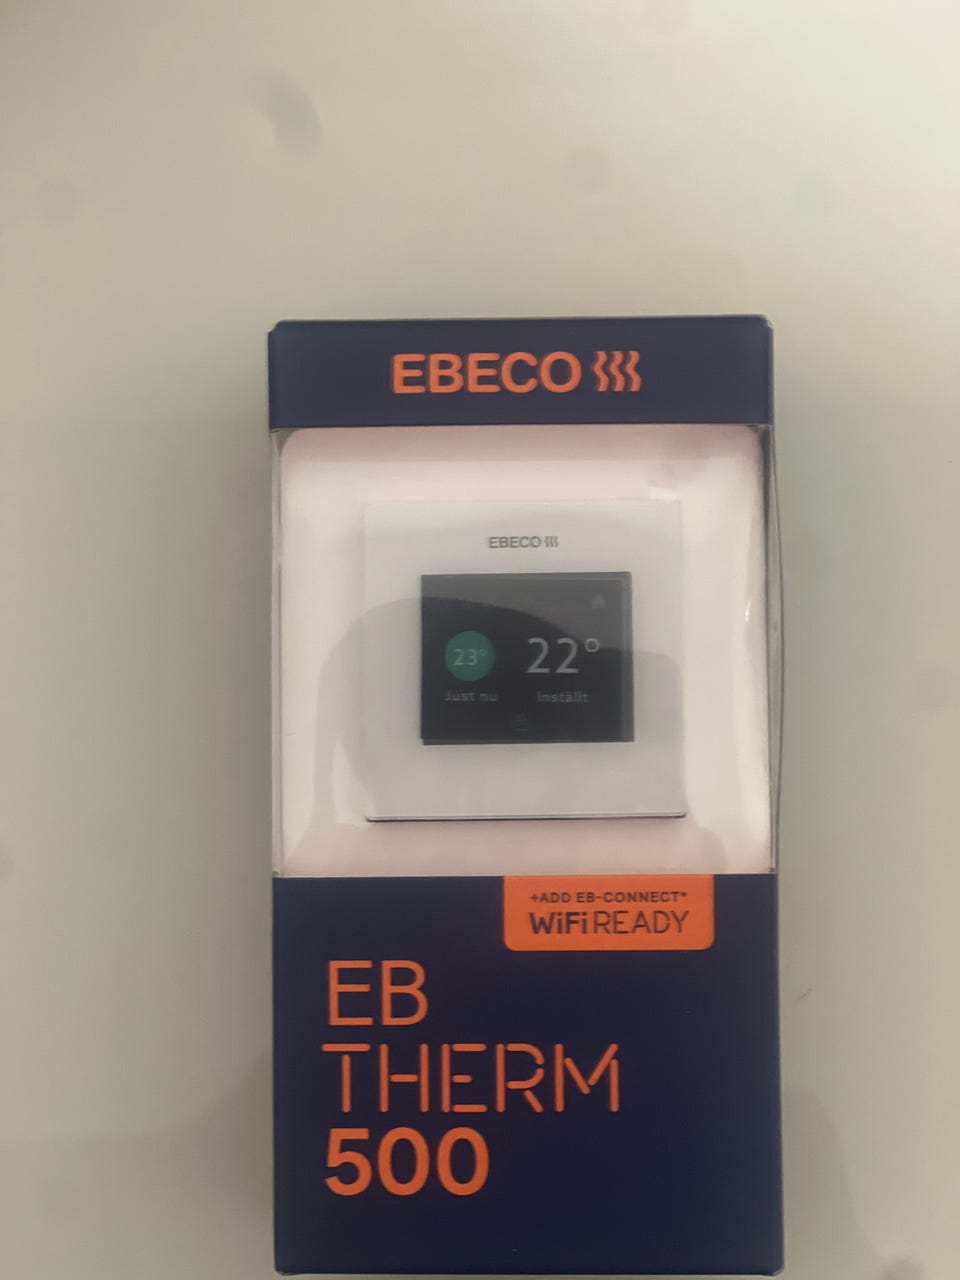 EBECO
EBECO
23° 22°
Just nu Inställt
+ADD EB-CONNECT*
WiFi READY
EB
THERM
500